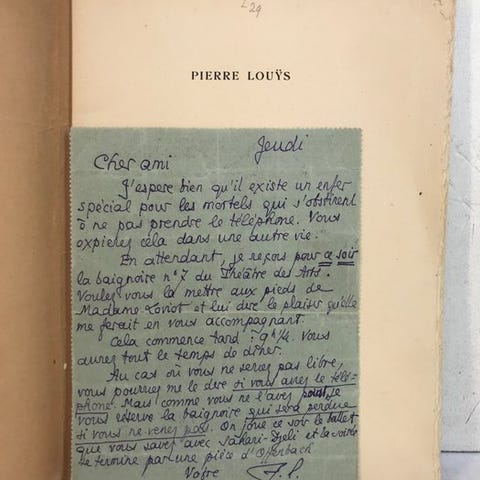 L 29
PIERRE LOUŸS
Jeudi
Cher ami
J'espère bien qu'il existe un enfer
spécial pour les mortels qui s'obstinent
à ne pas prendre le téléphone. Vous
expierez cela dans une autre vie.
En attendant, je reçois pour ce soir
la baignoire n°7 du Théâtre des Arts.
Voulez vous la mettre aux pieds de
Madame Loviot et lui dire le plaisir qu'elle
me ferait en vous accompagnant.
Cela commence tard : 9h¼. Vous
aurez tout le temps de dîner.
Au cas où vous ne seriez pas libre,
vous pourriez me le dire si vous aviez le télé-
phone. Mais comme vous ne l'avez point, je
vous réserve la baignoire qui sera perdue
si vous ne venez pas. On joue ce soir le ballet
que vous savez avec Sahari-Djeli et la soirée
se termine par une pièce d'Offenbach
Votre